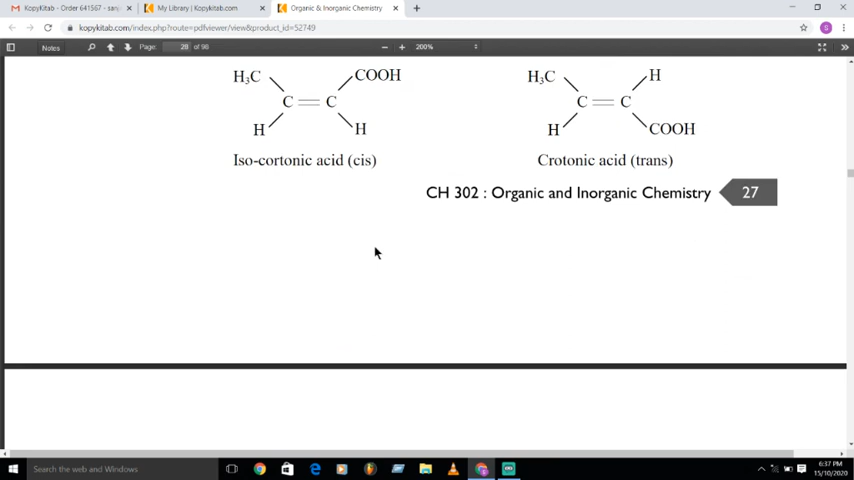 KopyKitab - Order 641567 - sanj
My Library | Kopykitab.com
Organic & Inorganic Chemistry
kopykitab.com/index.php?route=pdfviewer/view&product_id=52749
S
Notes
Page: 28 of 98
200%
H₃C COOH
C = C
H H
Iso-cortonic acid (cis)
H₃C H
C = C
H COOH
Crotonic acid (trans)
CH 302 : Organic and Inorganic Chemistry 27
Search the web and Windows
6:37 PM
15/10/2020